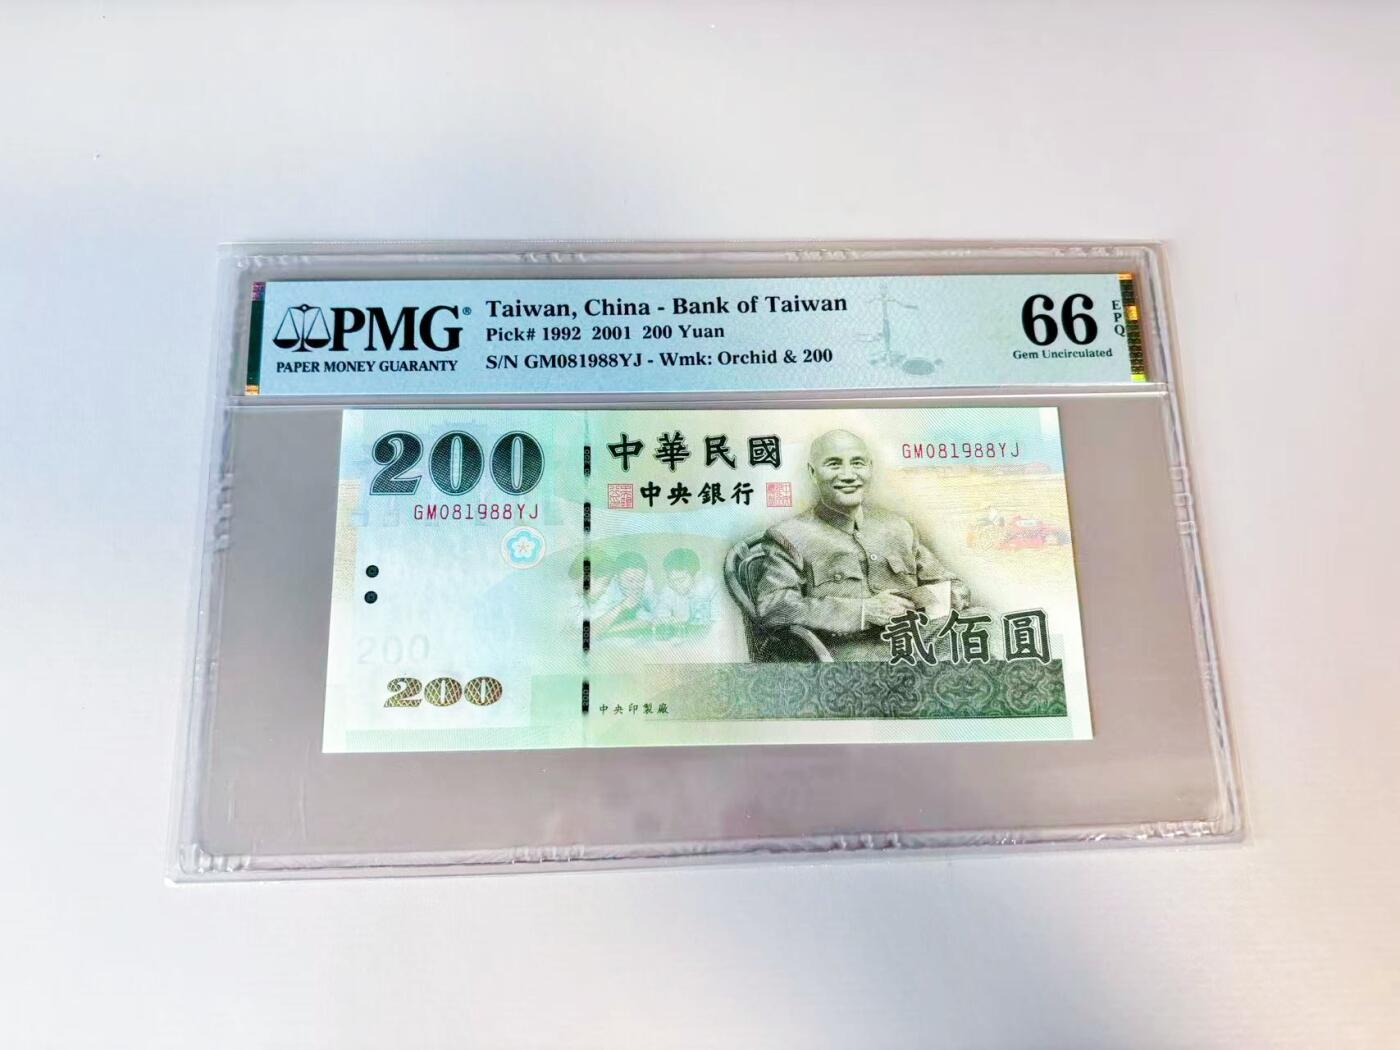 PMG®
PAPER MONEY GUARANTY
Taiwan, China - Bank of Taiwan
Pick# 1992 2001 200 Yuan
S/N GM081988YJ - Wmk: Orchid & 200
66
EPQ
Gem Uncirculated
200
GM081988YJ
中華民國
中央銀行
GM081988YJ
貳佰圓
200
200
中央印製廠